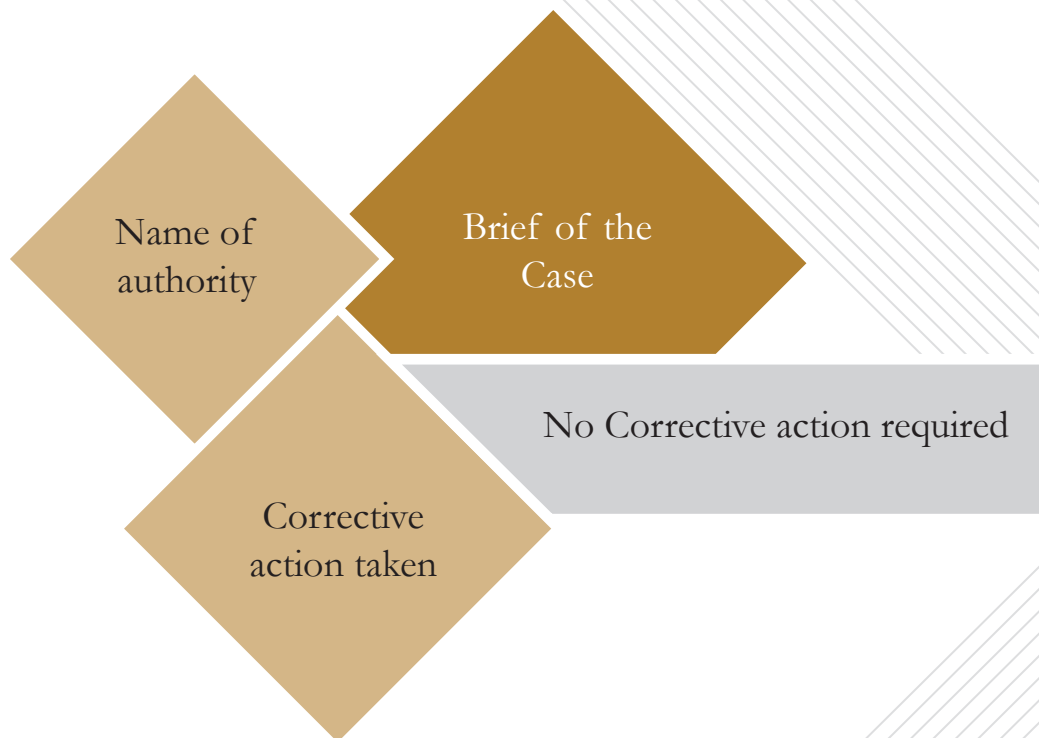 Name of
authority
Brief of the
Case
No Corrective action required
Corrective
action taken